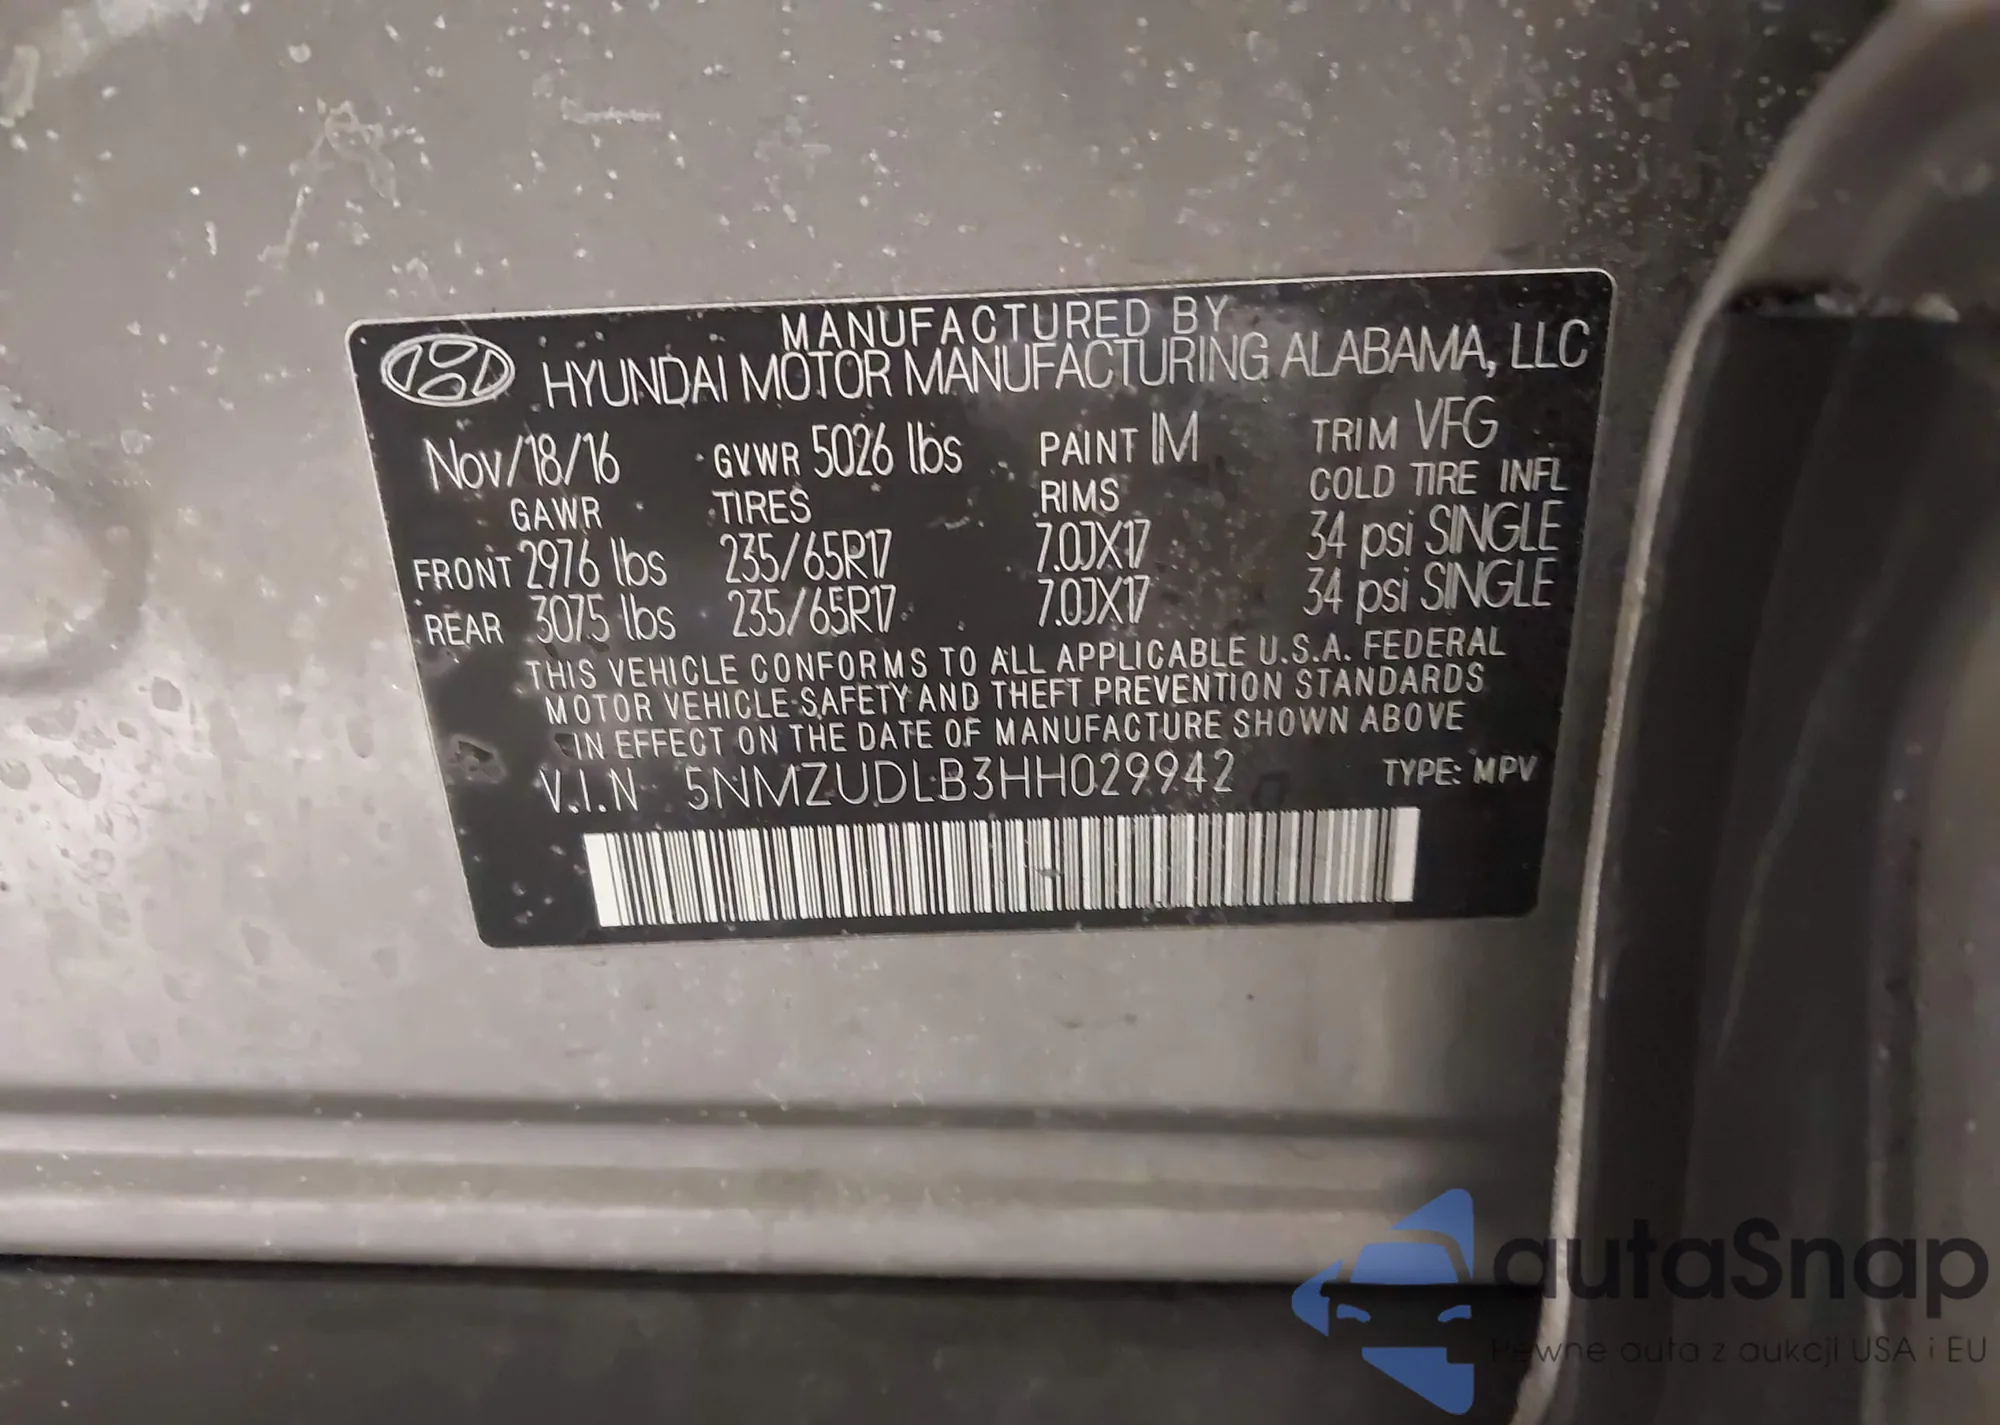 MANUFACTURED BY
HYUNDAI MOTOR MANUFACTURING ALABAMA, LLC
Nov/18/16 GVWR 5026 lbs PAINT IM TRIM VFG
GAWR TIRES RIMS COLD TIRE INFL
FRONT 2976 lbs 235/65R17 7.0JX17 34 psi SINGLE
REAR 3075 lbs 235/65R17 7.0JX17 34 psi SINGLE
THIS VEHICLE CONFORMS TO ALL APPLICABLE U.S.A. FEDERAL
MOTOR VEHICLE SAFETY AND THEFT PREVENTION STANDARDS
IN EFFECT ON THE DATE OF MANUFACTURE SHOWN ABOVE
V.I.N 5NMZUDLB3HH029942 TYPE: MPV
autaSnap
Pewne auta z aukcji USA i EU